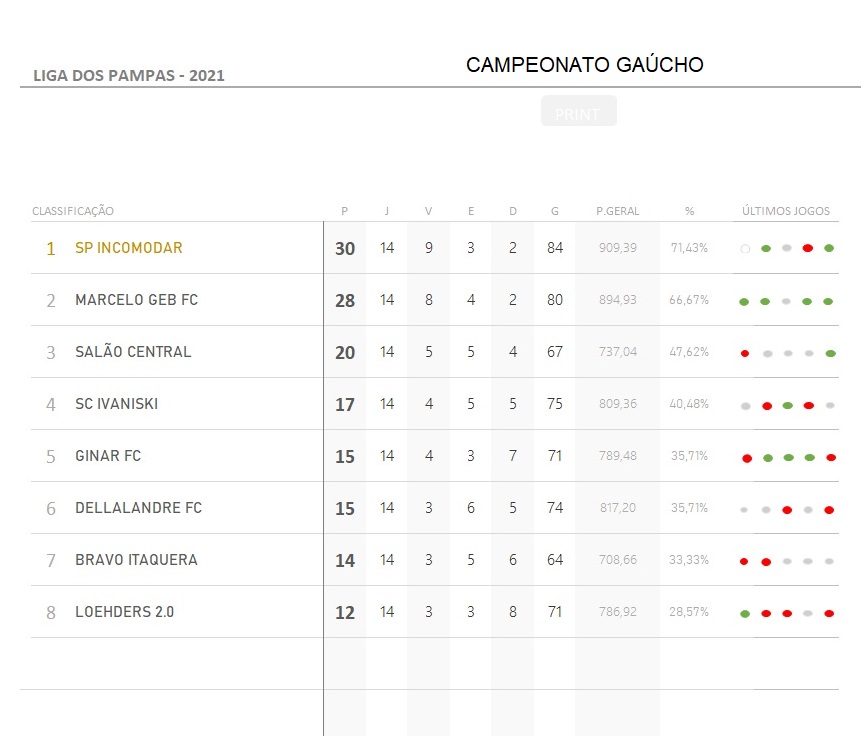 CAMPEONATO GAÚCHO
LIGA DOS PAMPAS - 2021
PRINT
CLASSIFICAÇÃO P J V E D G P.GERAL % ÚLTIMOS JOGOS
1 SP INCOMODAR 30 14 9 3 2 84 909,39 71,43%
2 MARCELO GEB FC 28 14 8 4 2 80 894,93 66,67%
3 SALÃO CENTRAL 20 14 5 5 4 67 737,04 47,62%
4 SC IVANISKI 17 14 4 5 5 75 809,36 40,48%
5 GINAR FC 15 14 4 3 7 71 789,48 35,71%
6 DELLALANDRE FC 15 14 3 6 5 74 817,20 35,71%
7 BRAVO ITAQUERA 14 14 3 5 6 64 708,66 33,33%
8 LOEHDERS 2.0 12 14 3 3 8 71 786,92 28,57%